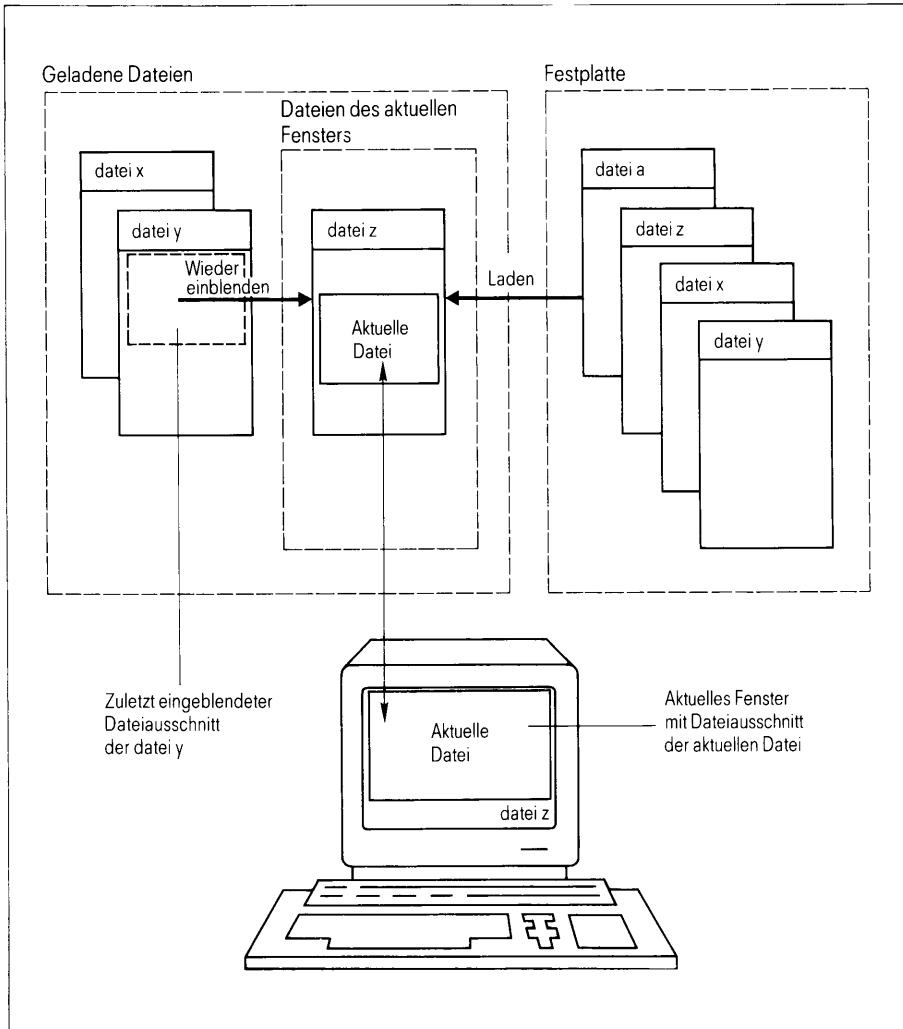 Geladene Dateien
Festplatte
Dateien des aktuellen
Fensters
datei x
datei y
Wieder
einblenden
datei z
Aktuelle
Datei
Laden
datei a
datei z
datei x
datei y
Zuletzt eingeblendeter
Dateiausschnitt
der datei y
Aktuelle
Datei
datei z
Aktuelles Fenster
mit Dateiausschnitt
der aktuellen Datei